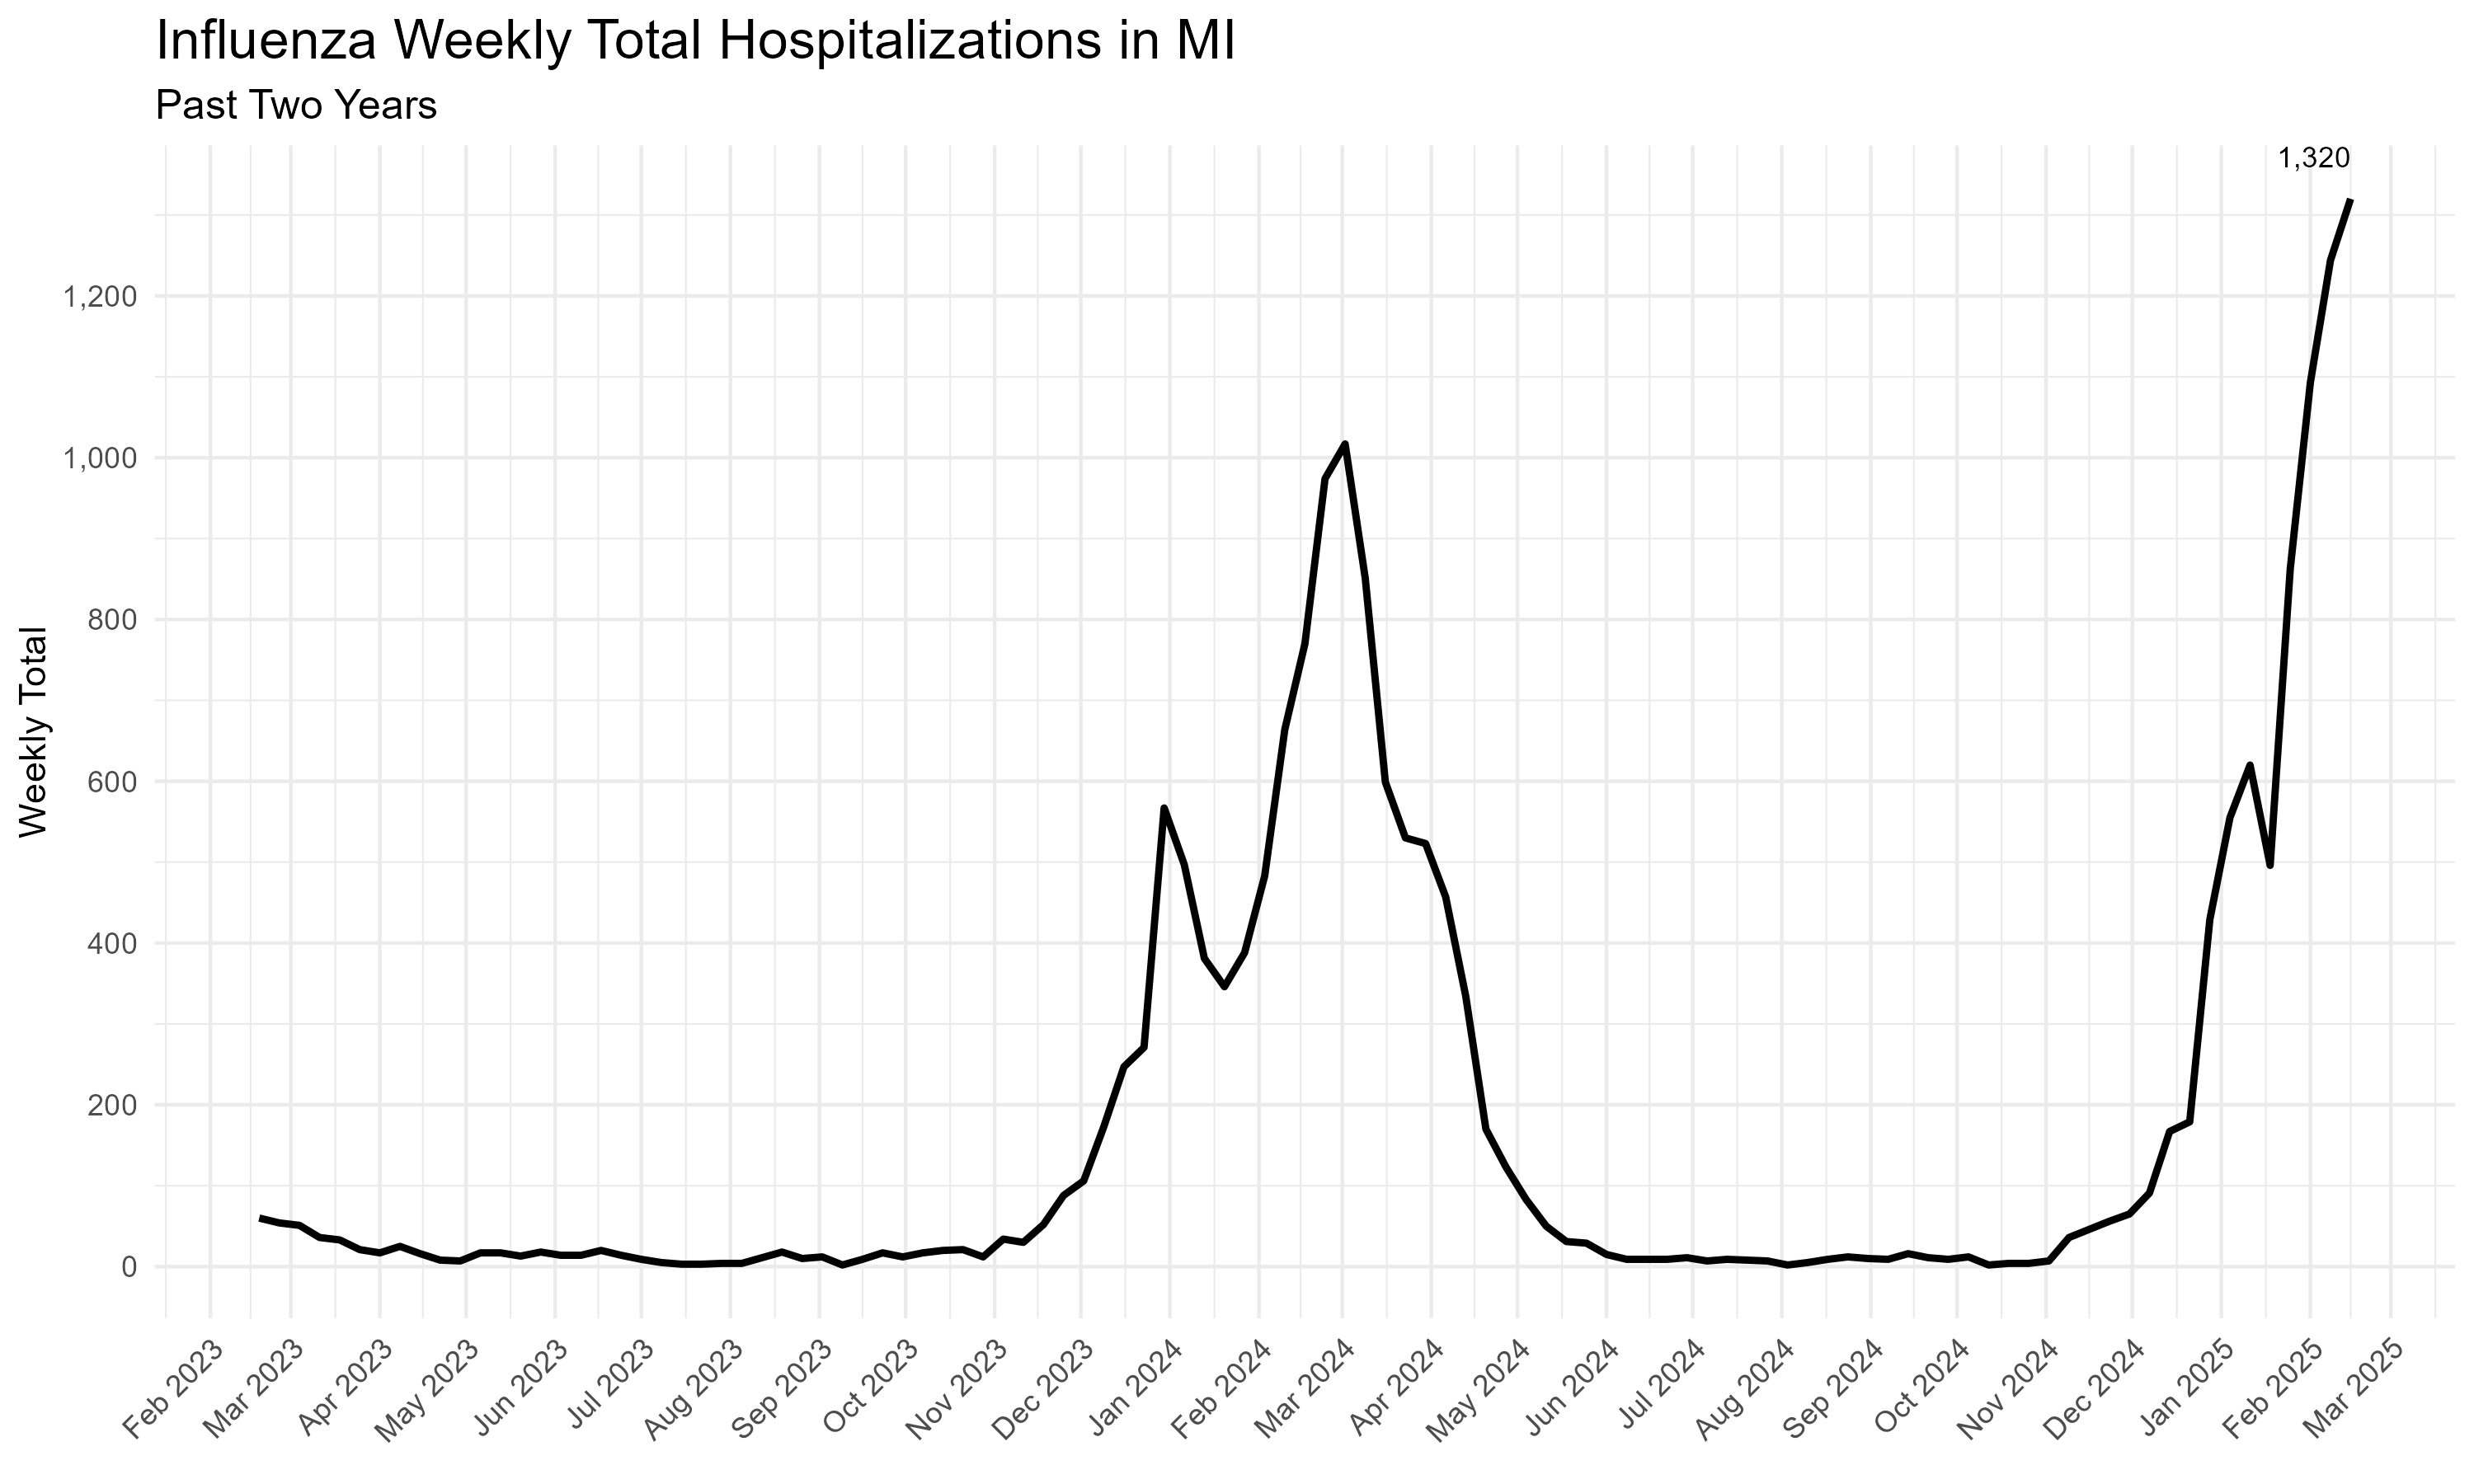 Influenza Weekly Total Hospitalizations in MI
Past Two Years
1,320
Weekly Total
1,200
1,000
800
600
400
200
0
Feb 2023
Mar 2023
Apr 2023
May 2023
Jun 2023
Jul 2023
Aug 2023
Sep 2023
Oct 2023
Nov 2023
Dec 2023
Jan 2024
Feb 2024
Mar 2024
Apr 2024
May 2024
Jun 2024
Jul 2024
Aug 2024
Sep 2024
Oct 2024
Nov 2024
Dec 2024
Jan 2025
Feb 2025
Mar 2025